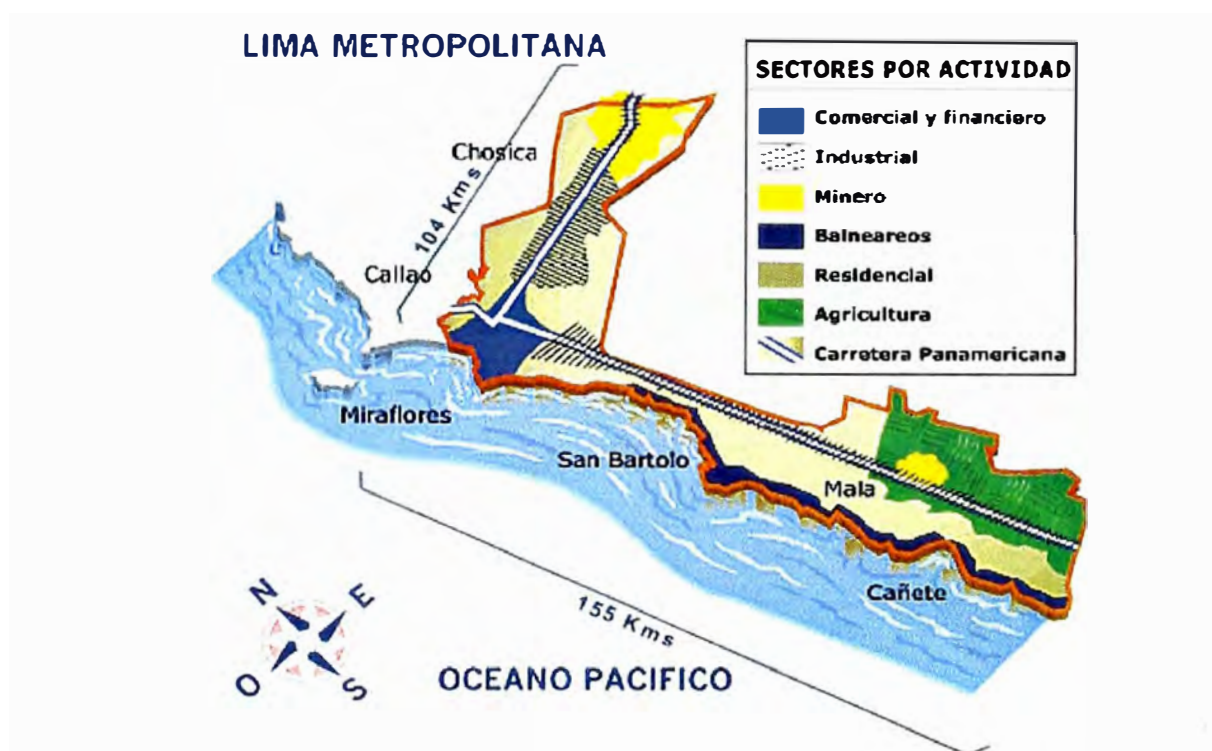 LIMA METROPOLITANA
SECTORES POR ACTIVIDAD
Comercial y financiero
Industrial
Minero
Balneareos
Residencial
Agricultura
Carretera Panamericana
Chosica
104 Kms
Callao
Miraflores
San Bartolo
Mala
Cañete
155 Kms
N
E
O
S
OCEANO PACIFICO